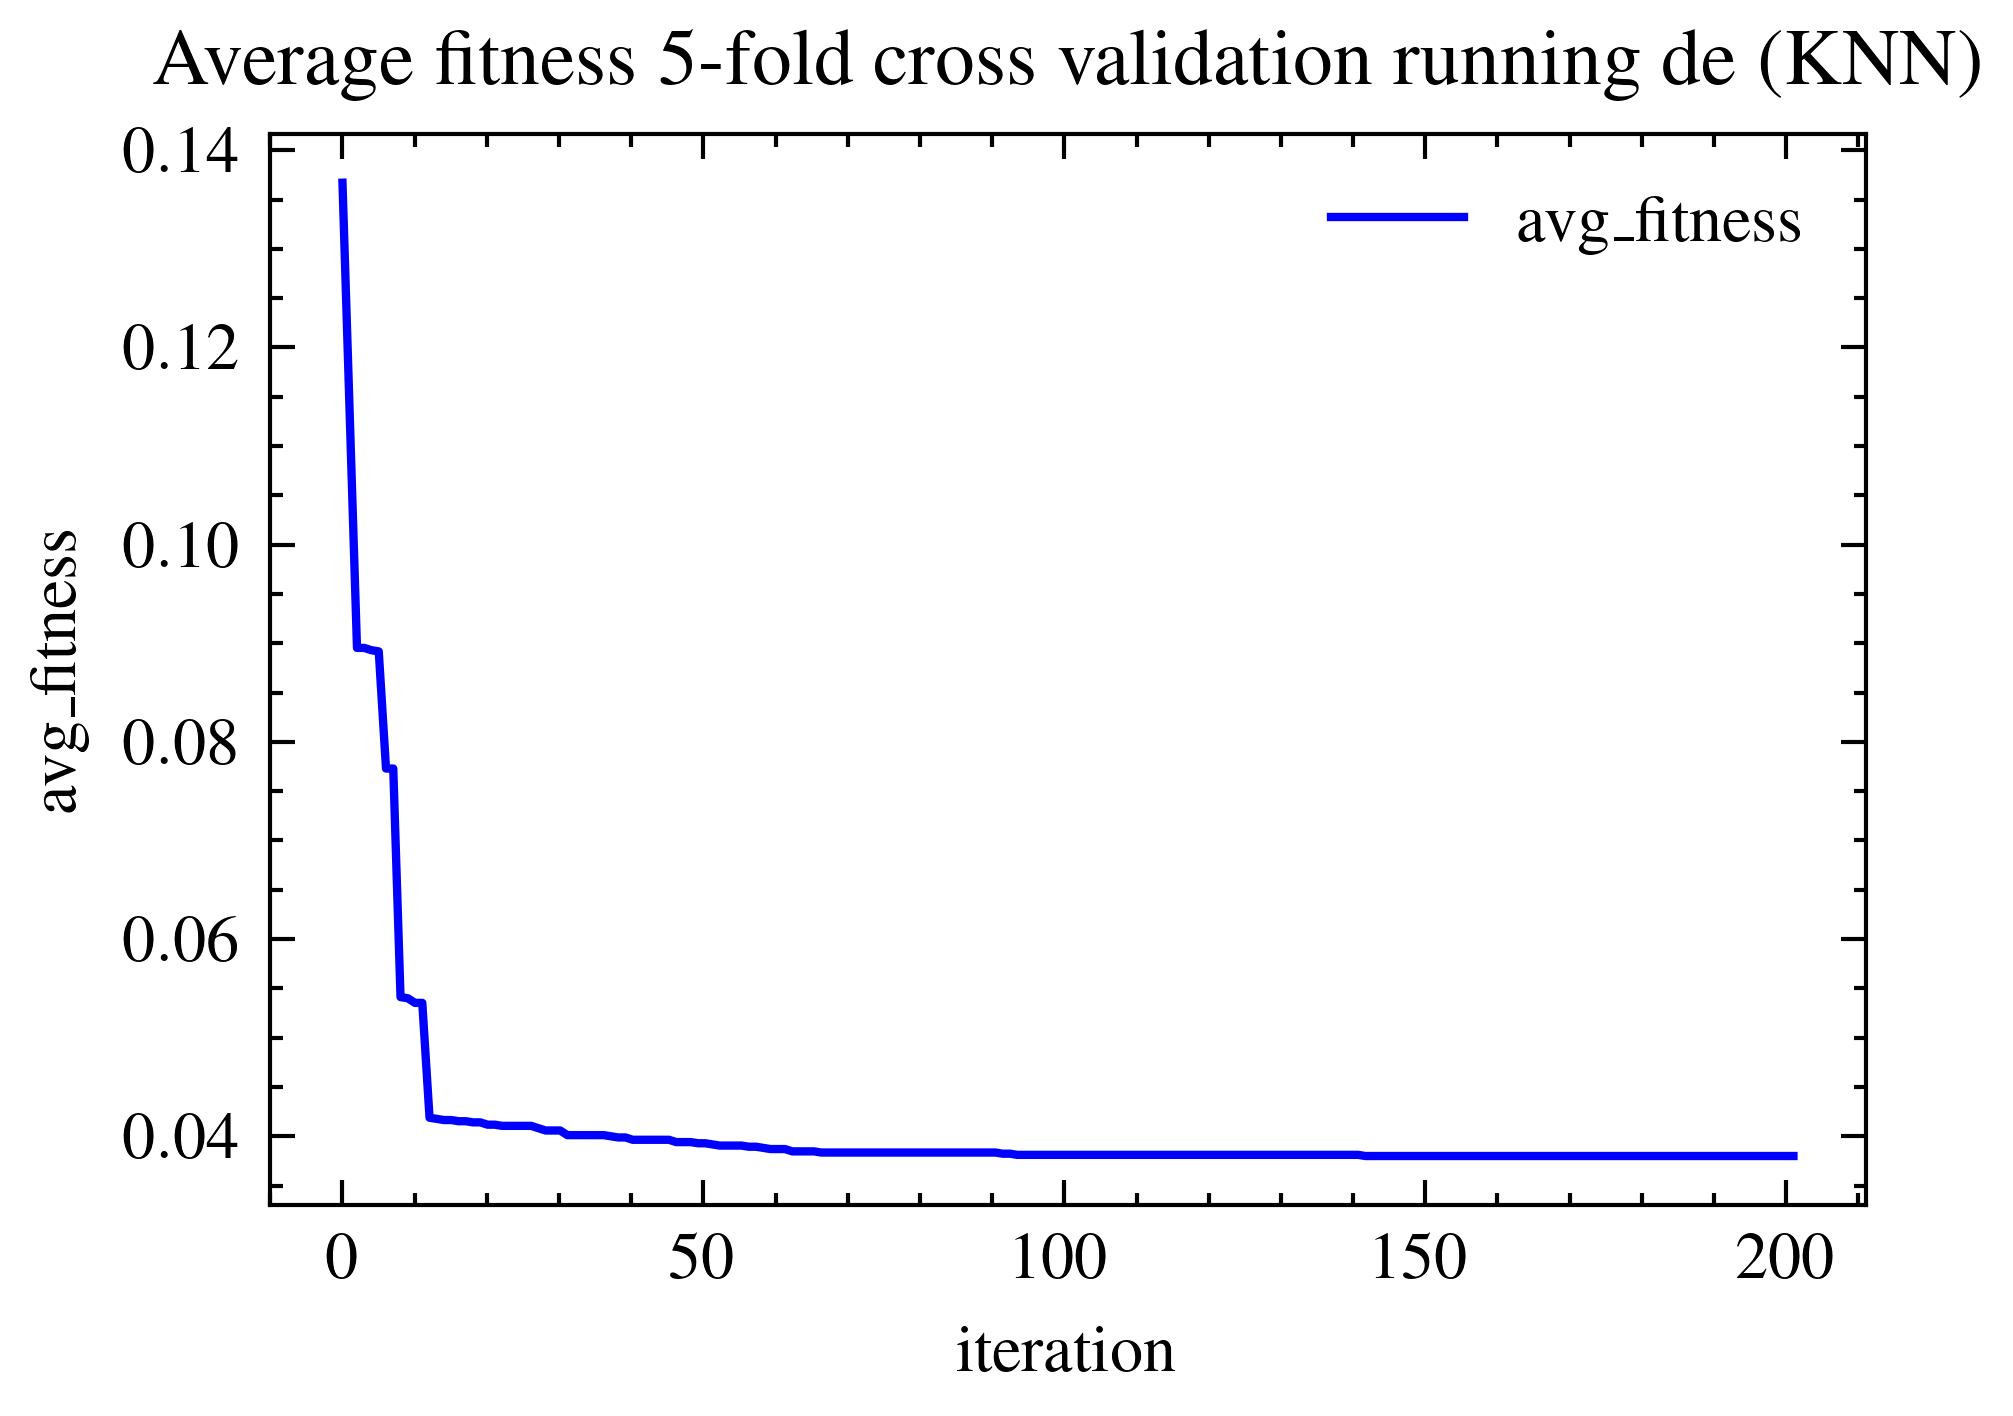 Average fitness 5-fold cross validation running de (KNN)
avg_fitness
0.14
0.12
0.10
0.08
0.06
0.04
avg_fitness
0 50 100 150 200
iteration